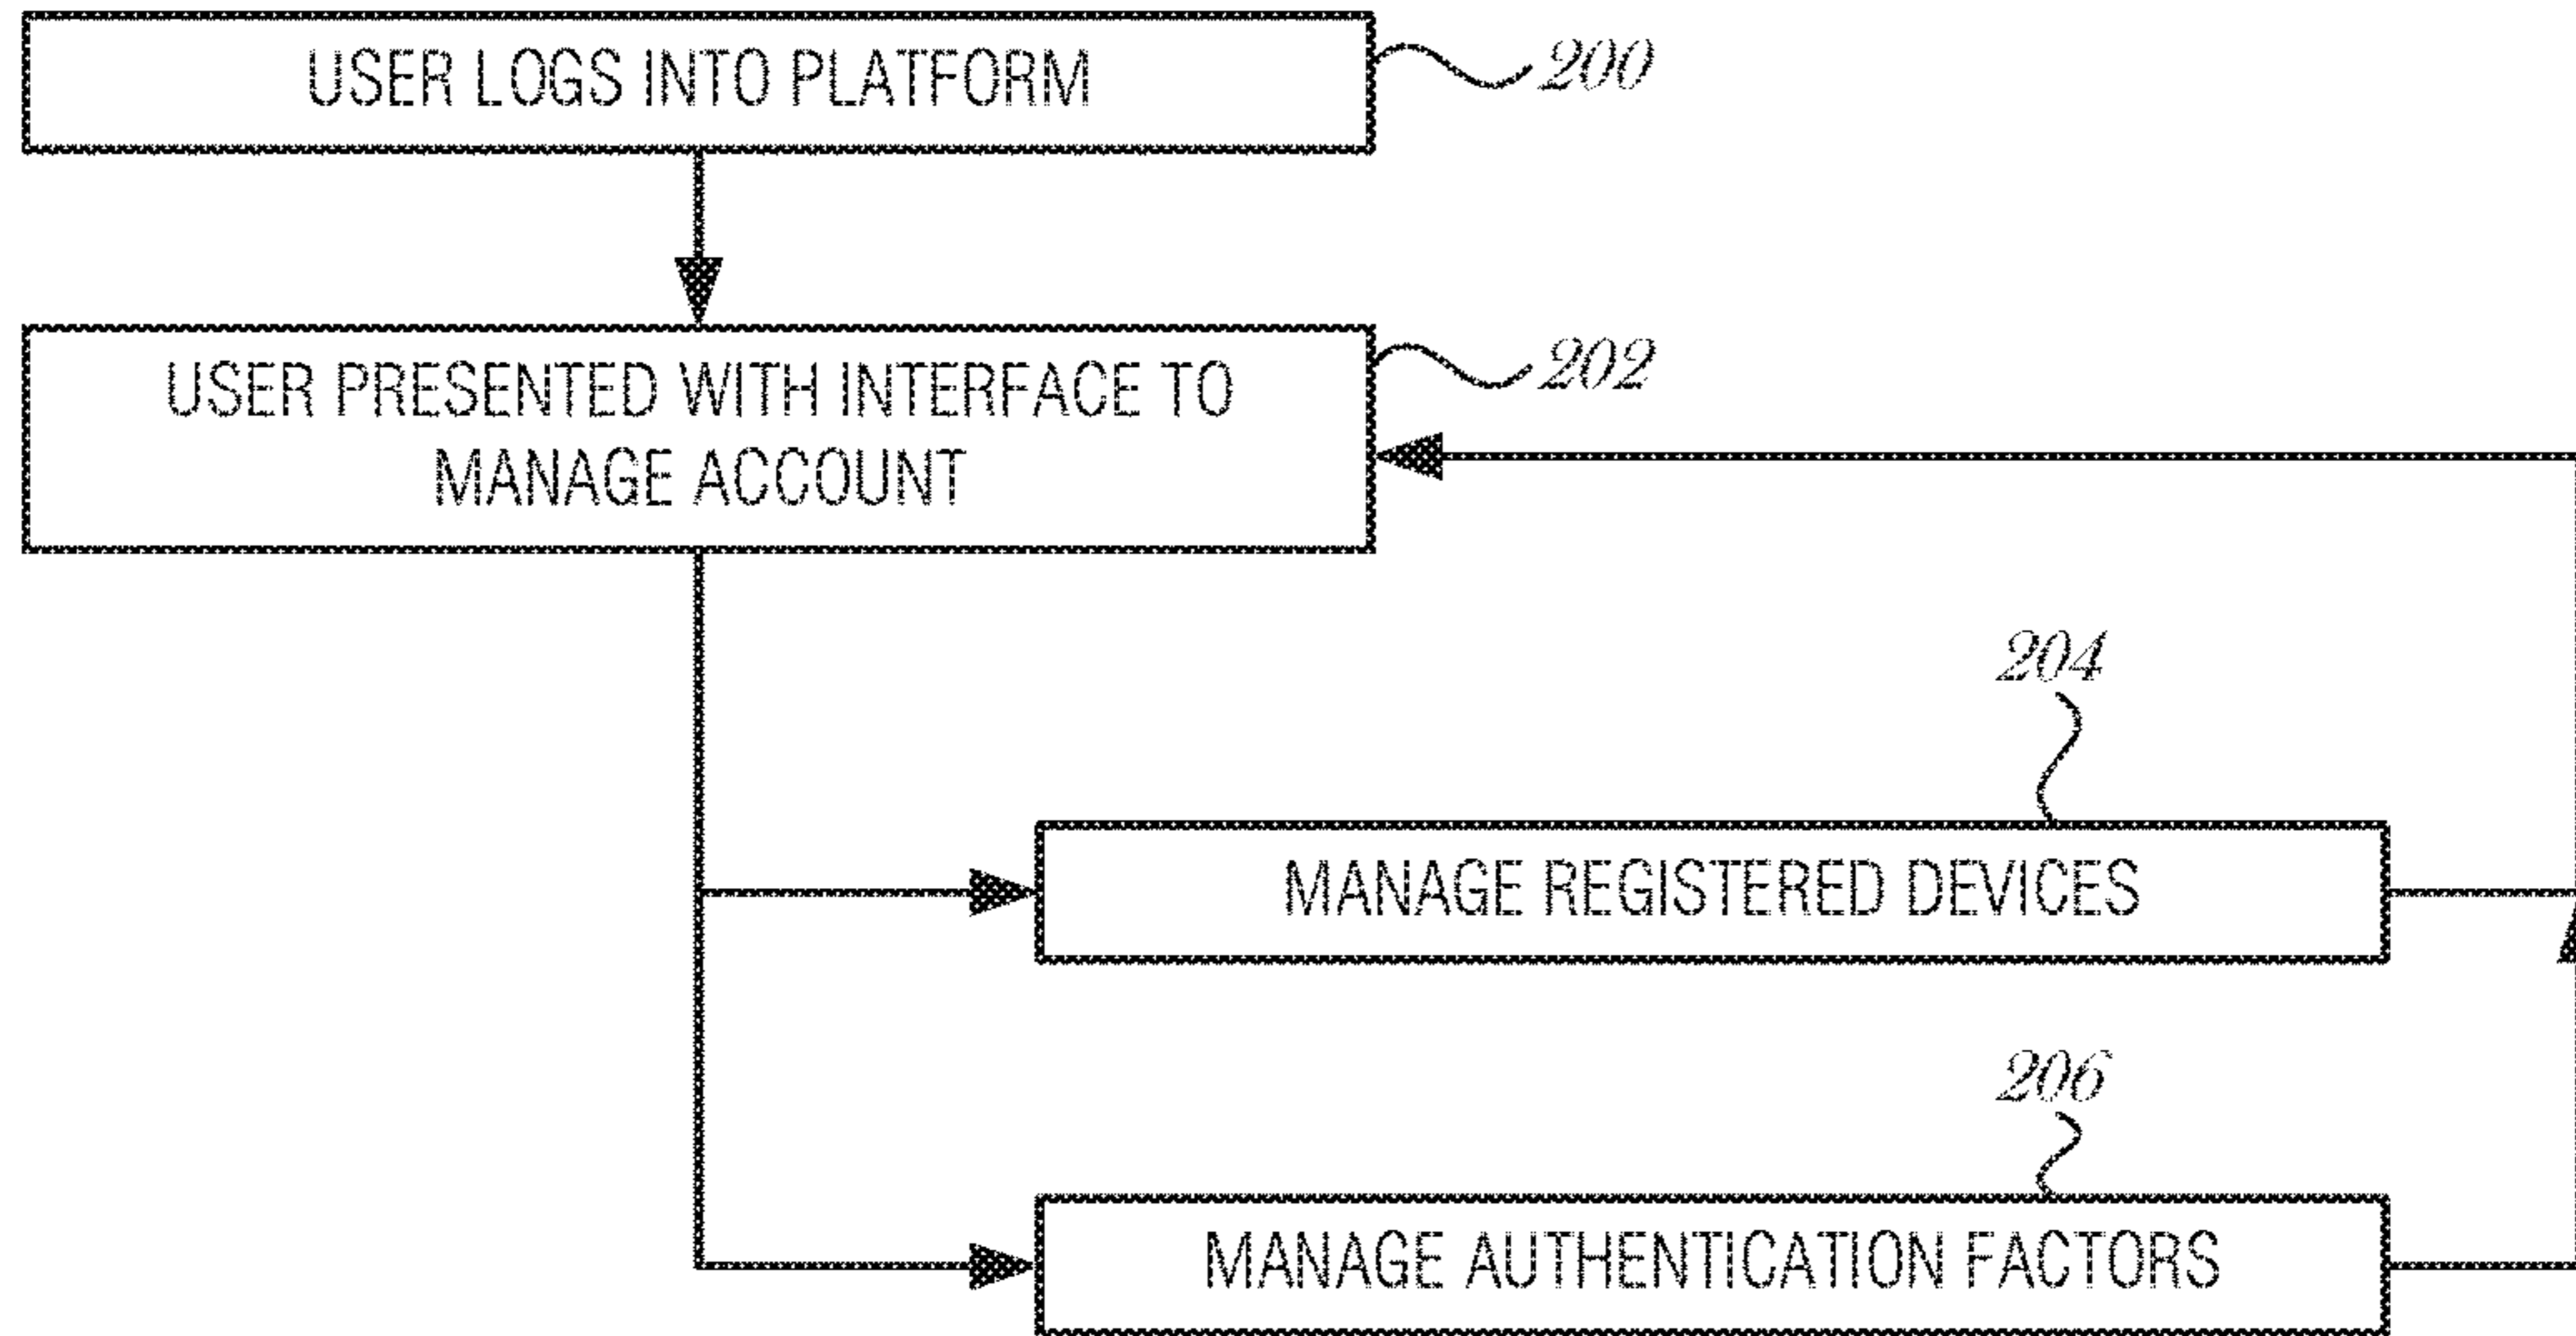 USER LOGS INTO PLATFORM
200
USER PRESENTED WITH INTERFACE TO
MANAGE ACCOUNT
202
204
MANAGE REGISTERED DEVICES
206
MANAGE AUTHENTICATION FACTORS